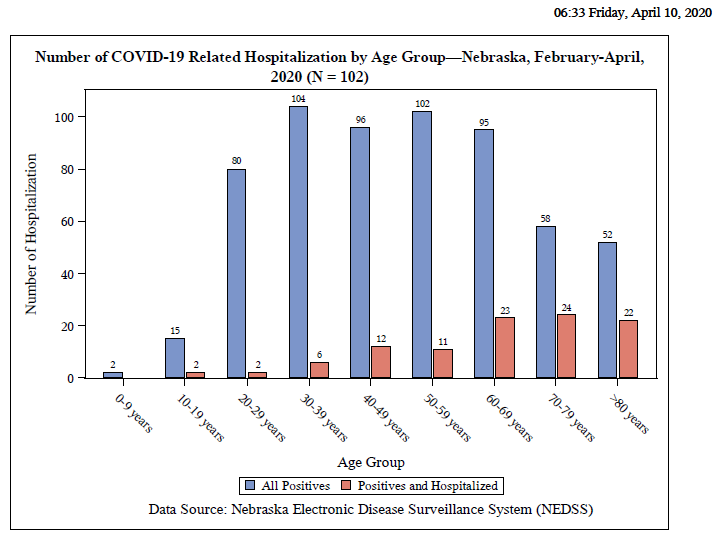 06:33 Friday, April 10, 2020
Number of COVID-19 Related Hospitalization by Age Group—Nebraska, February-April,
2020 (N = 102)
Number of Hospitalization
100
80
60
40
20
0
2
15
2
80
2
104
6
96
12
102
11
95
23
58
24
52
22
0-9 years
10-19 years
20-29 years
30-39 years
40-49 years
50-59 years
60-69 years
70-79 years
>80 years
Age Group
All Positives Positives and Hospitalized
Data Source: Nebraska Electronic Disease Surveillance System (NEDSS)